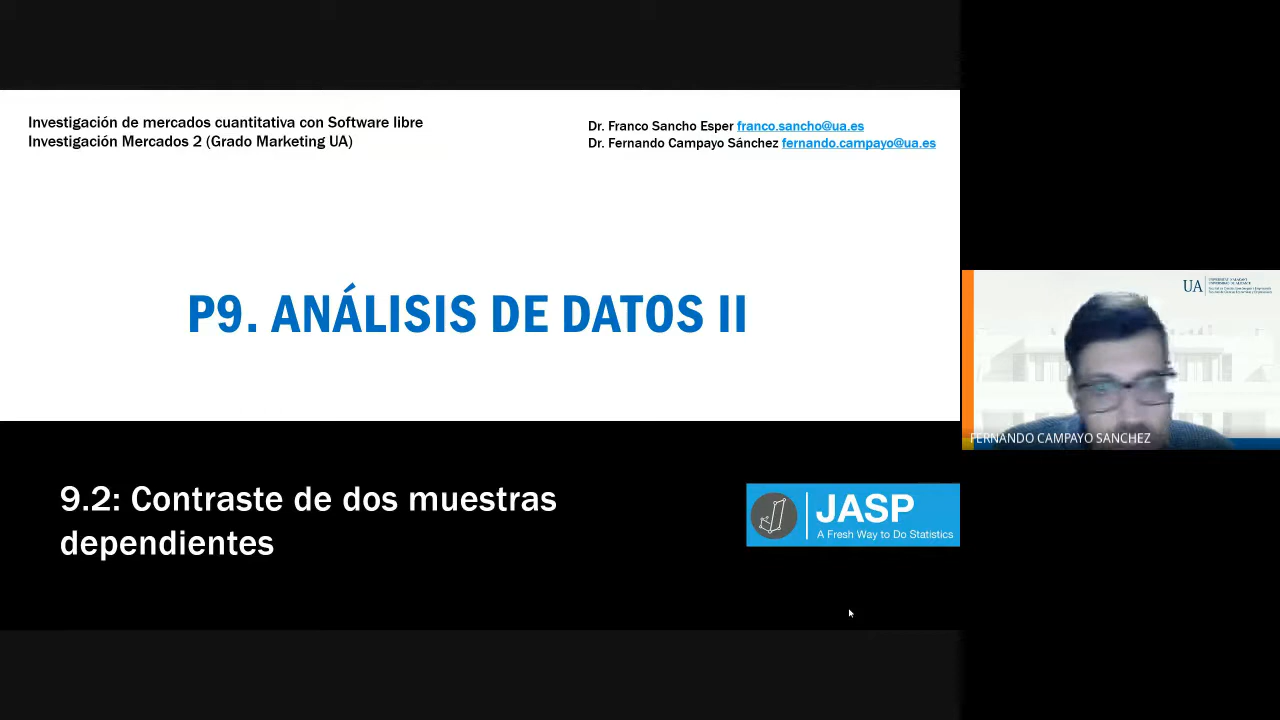 Investigación de mercados cuantitativa con Software libre
Investigación Mercados 2 (Grado Marketing UA)
Dr. Franco Sancho Esper franco.sancho@ua.es
Dr. Fernando Campayo Sánchez fernando.campayo@ua.es
P9. ANÁLISIS DE DATOS II
9.2: Contraste de dos muestras
dependientes
JASP
A Fresh Way to Do Statistics
UA
FERNANDO CAMPAYO SANCHEZ